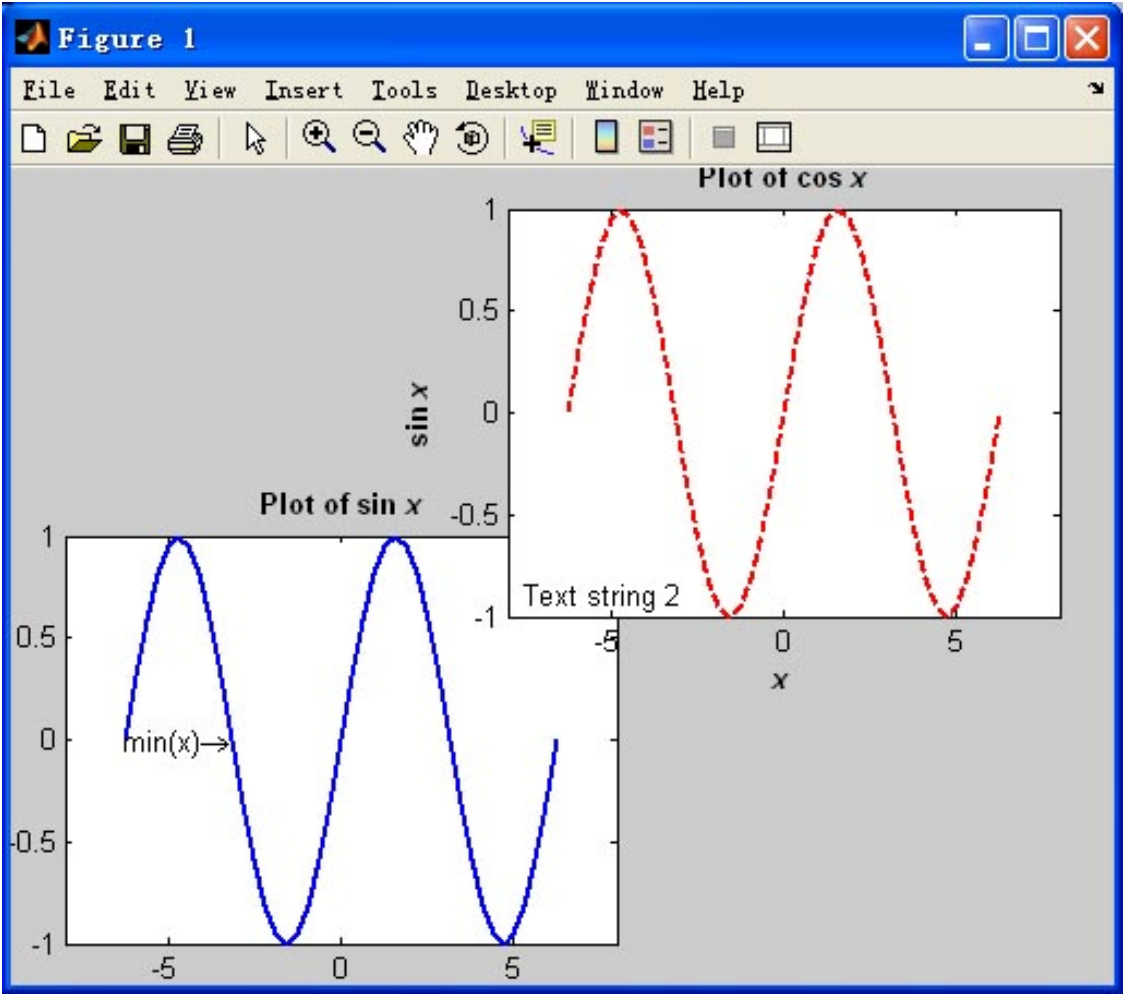 Figure 1
File Edit View Insert Tools Desktop Window Help
Plot of cos x
1
0.5
0
-0.5
-1
sin x
Text string 2
-5 0 5
x
Plot of sin x
1
0.5
0
-0.5
-1
min(x)→
-5 0 5